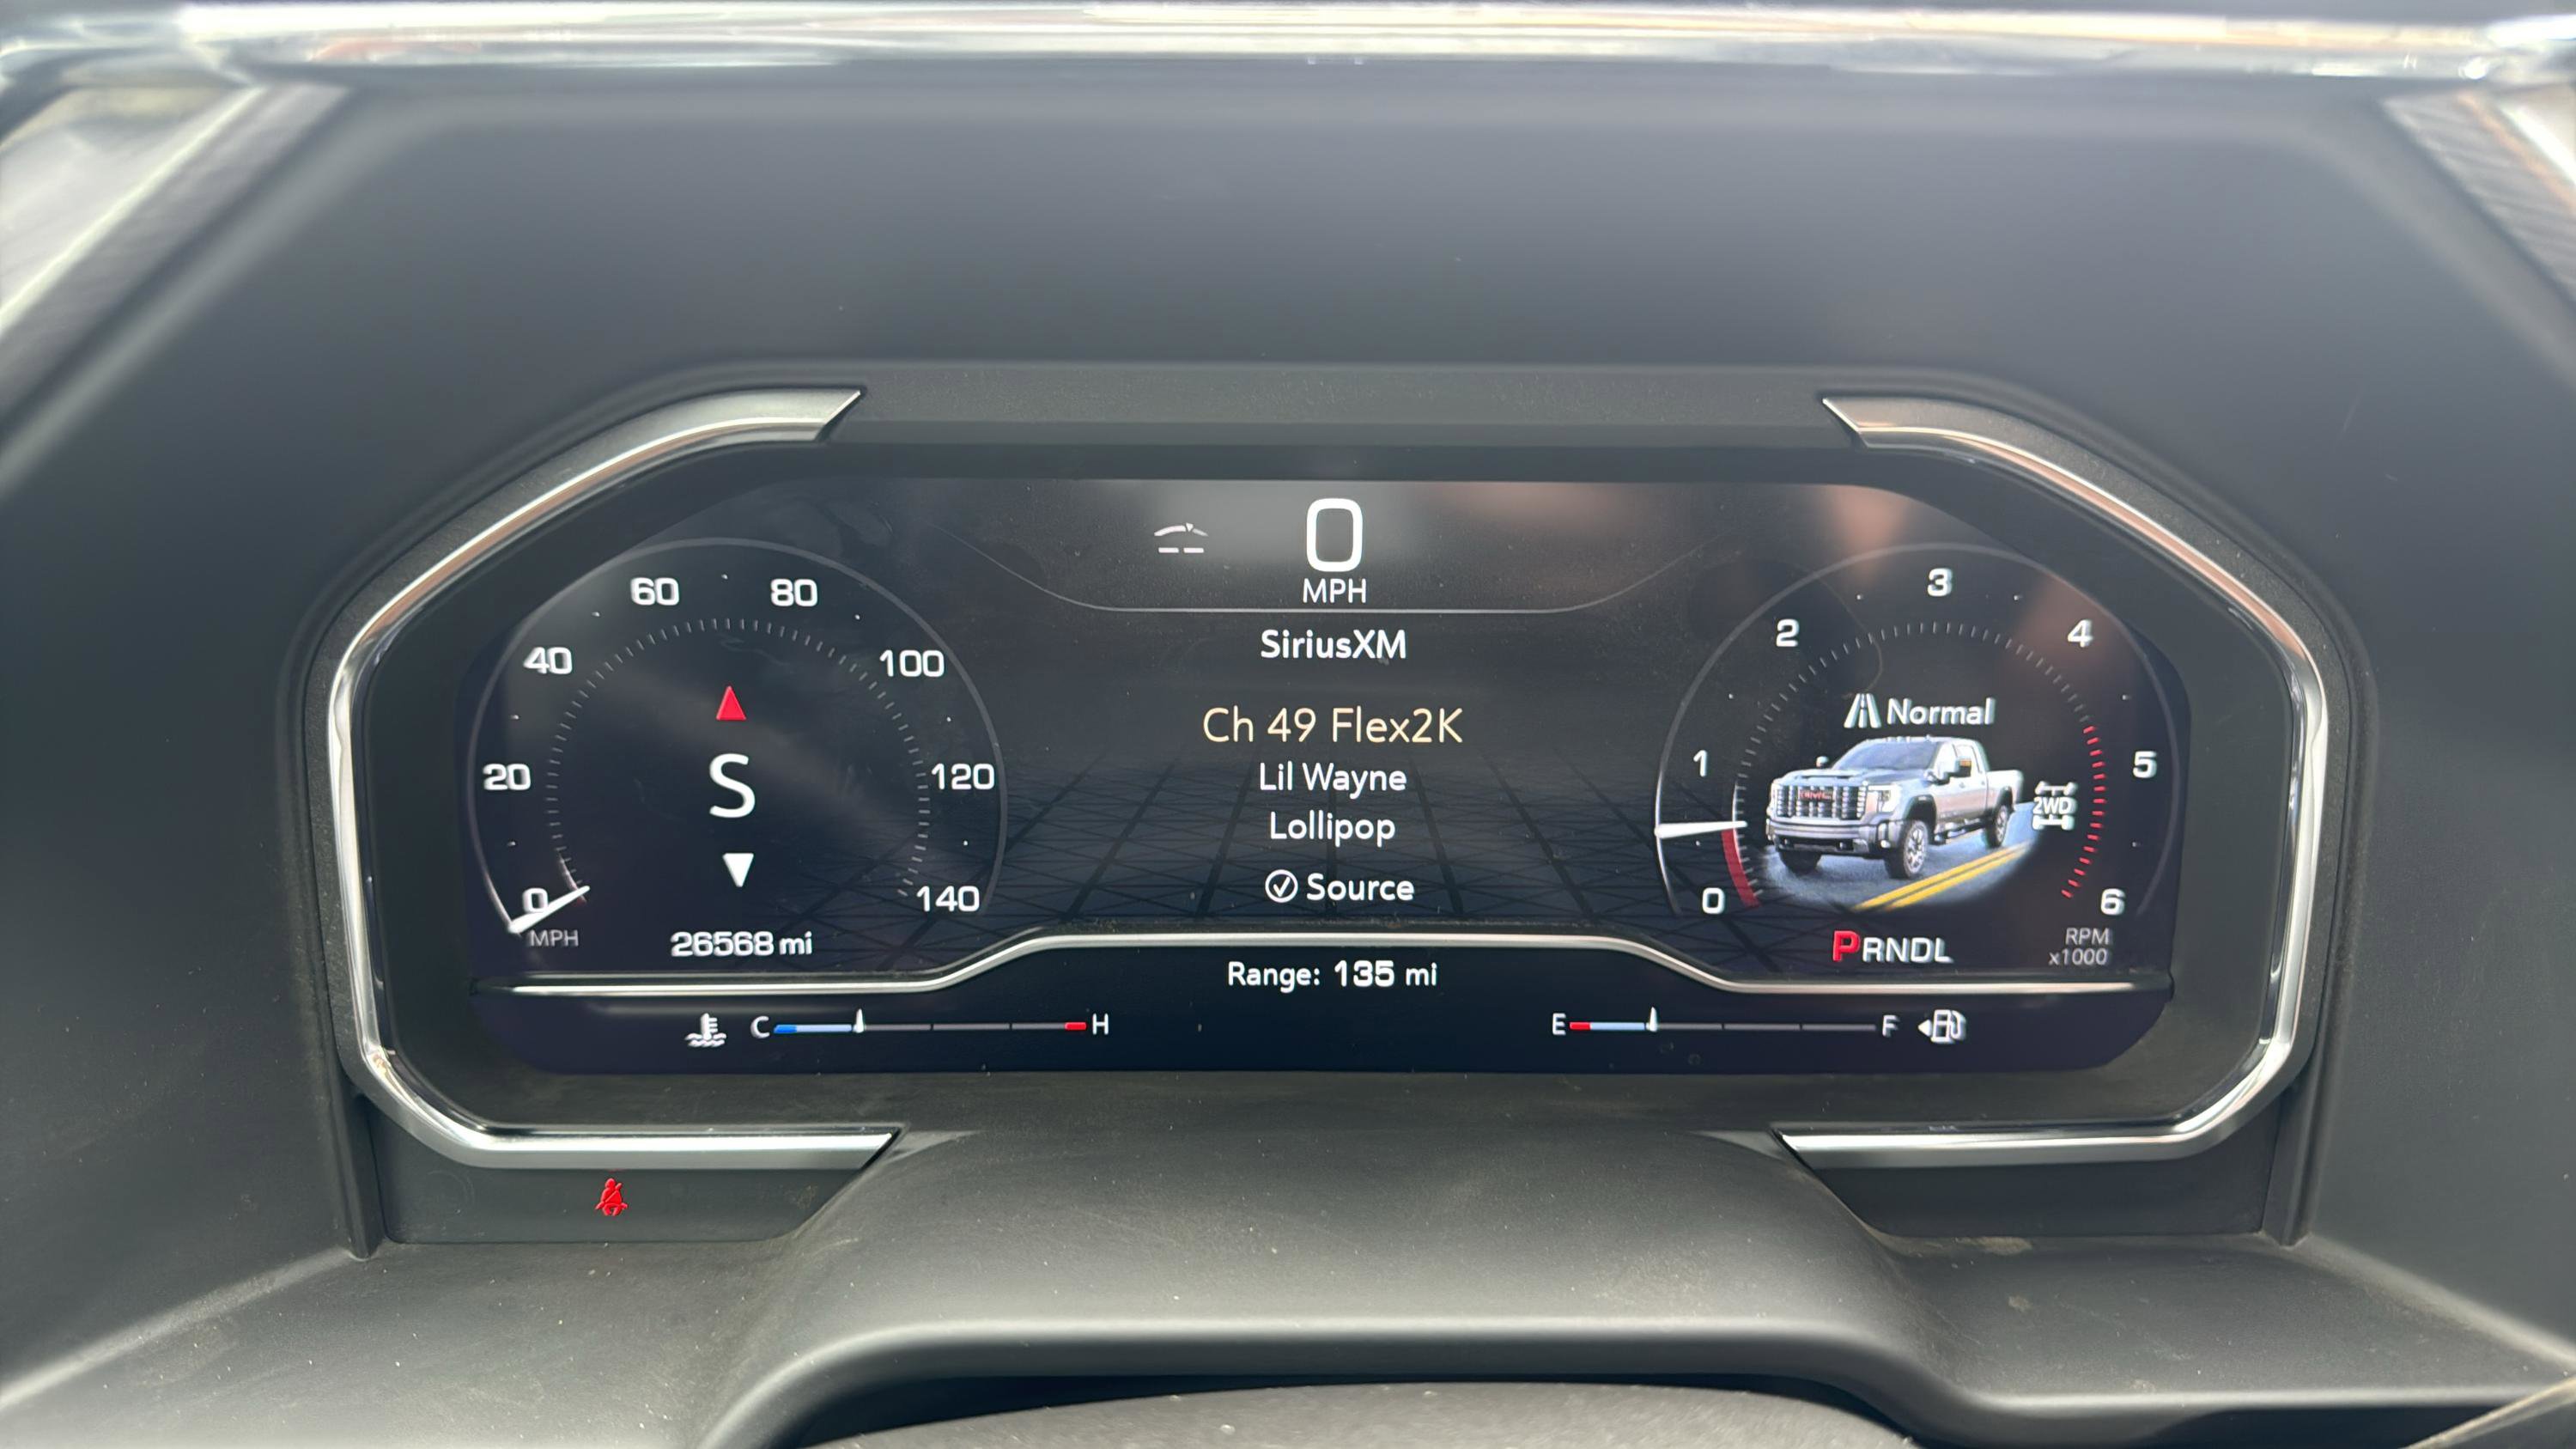 0
MPH
SiriusXM
Ch 49 Flex2K
Lil Wayne
Lollipop
Source
Range: 135 mi
0
20
40
60
80
100
120
140
MPH
S
26568 mi
0
1
2
3
4
5
6
Normal
GMC
2WD
PRNDL
RPM
x1000
C H
E F